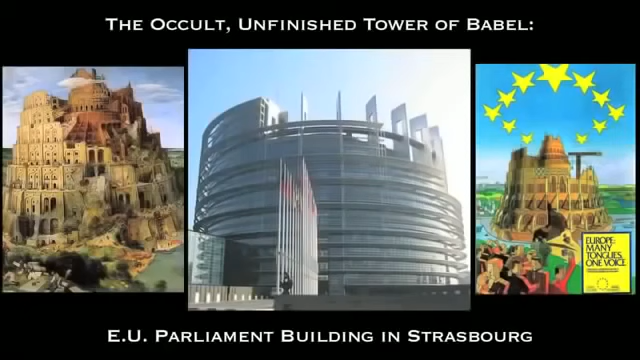 THE OCCULT, UNFINISHED TOWER OF BABEL:
EUROPE:
MANY
TONGUES,
ONE VOICE
E.U. PARLIAMENT BUILDING IN STRASBOURG